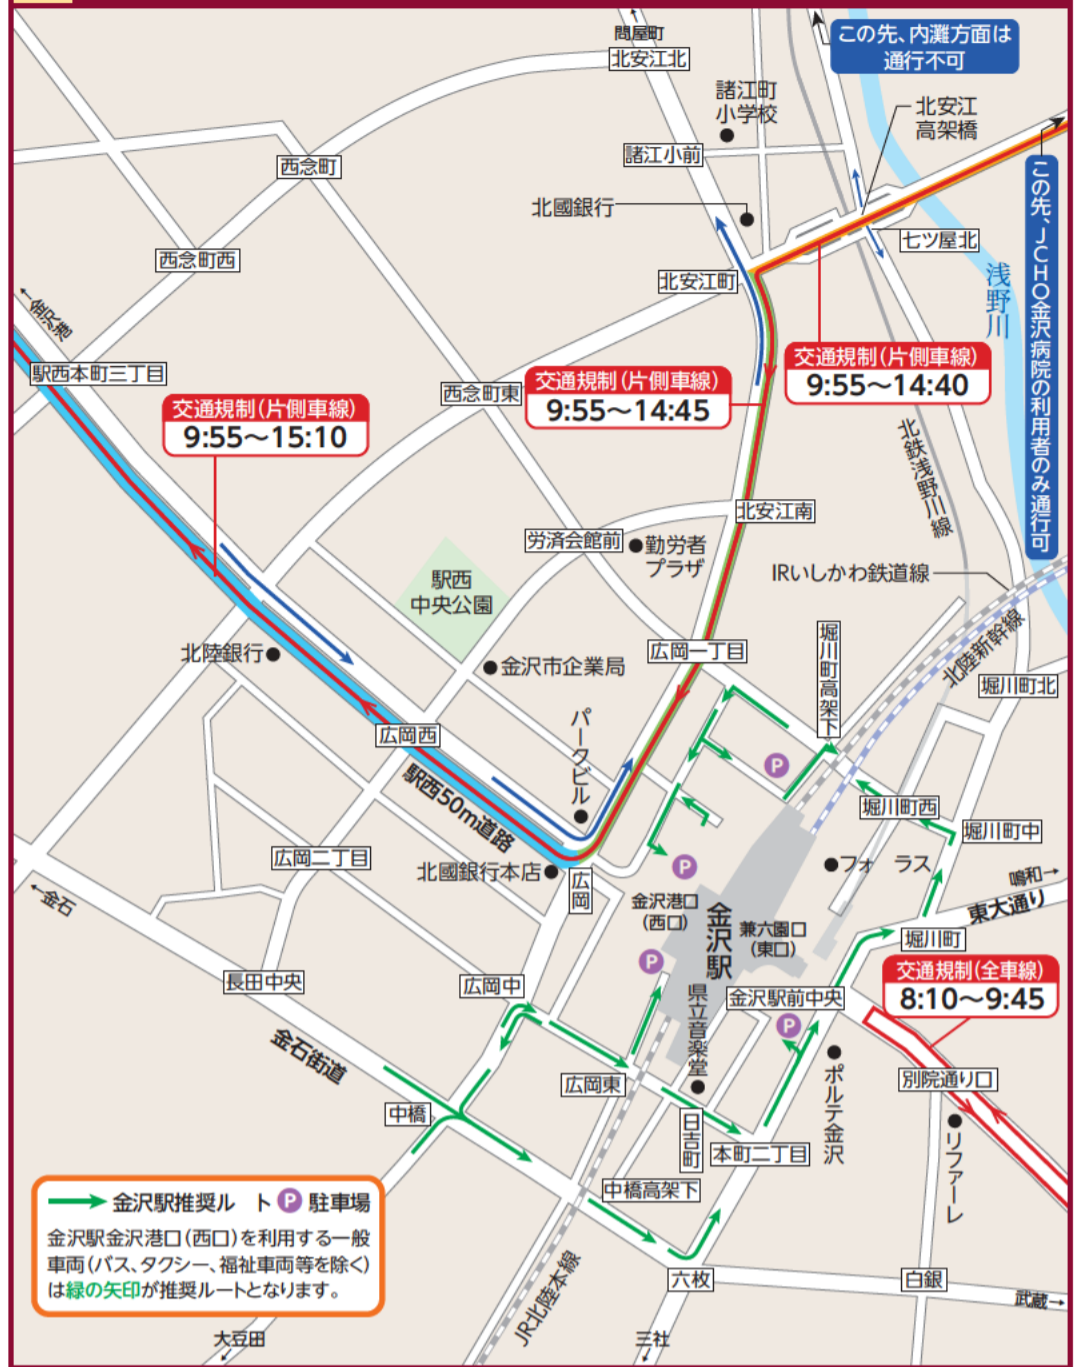 問屋町
この先、内灘方面は
通行不可
北安江北
諸江町
小学校
北安江
高架橋
諸江小前
西念町
この先、JCHO金沢病院の利用者のみ通行可
北國銀行
七ツ屋北
西念町西
浅野川
北安江町
←金沢港
駅西本町三丁目
交通規制(片側車線)
9:55〜14:40
交通規制(片側車線)
9:55〜14:45
西念町東
交通規制(片側車線)
9:55〜15:10
北鉄浅野川線
北安江南
労済会館前
勤労者
プラザ
IRいしかわ鉄道線
駅西
中央公園
北陸新幹線
広岡一丁目
堀川町高架下
北陸銀行
金沢市企業局
堀川町北
広岡西
パークビル
P
駅西50m道路
堀川町西
堀川町中
広岡二丁目
北國銀行本店
広岡
P
フォ ラス
鳴和→
←金石
金沢港口
(西口)
金沢駅
兼六園口
(東口)
東大通り
堀川町
P
交通規制(全車線)
8:10〜9:45
長田中央
広岡中
県立音楽堂
金沢駅前中央
P
金石街道
広岡東
ポルテ金沢
別院通り口
中橋
日吉町
本町二丁目
リファーレ
中橋高架下
金沢駅推奨ル ト P 駐車場
金沢駅金沢港口(西口)を利用する一般
車両(バス、タクシー、福祉車両等を除く)
は緑の矢印が推奨ルートとなります。
JR北陸本線
六枚
白銀
武蔵→
大豆田
三社